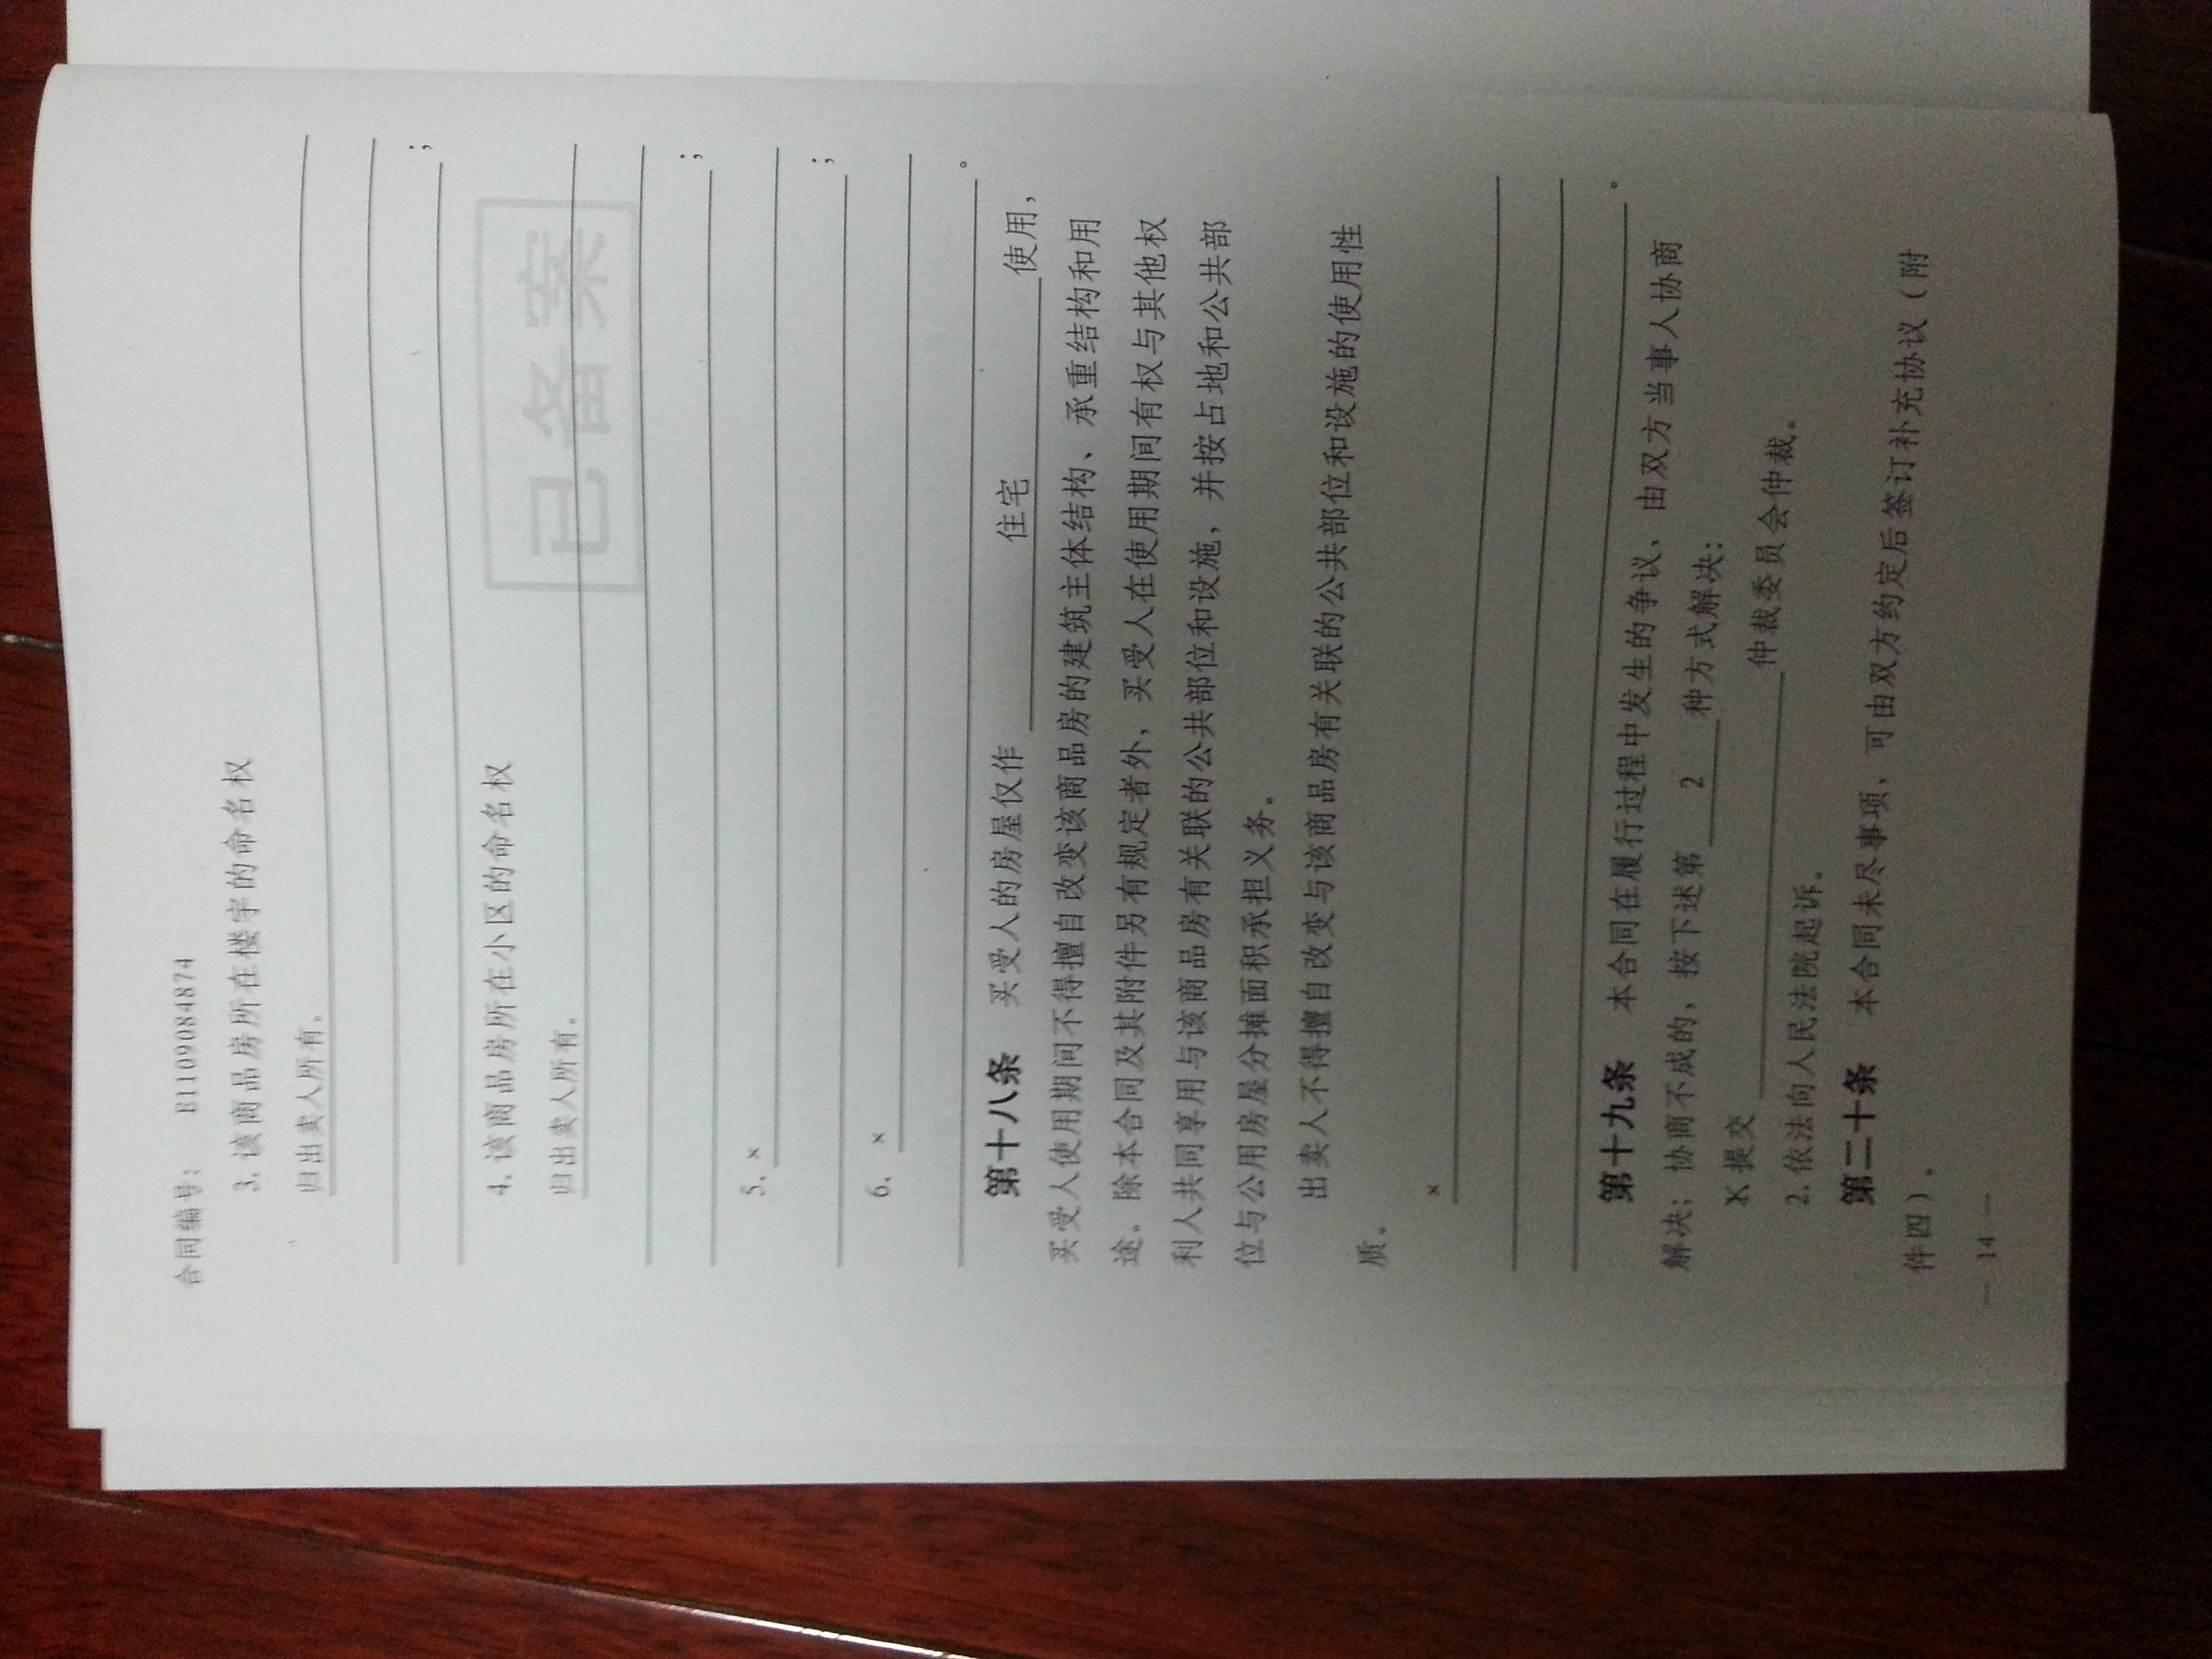 合同编号： B1109084874
3. 该商品房所在楼宇的命名权
归出卖人所有。
；
4. 该商品房所在小区的命名权
归出卖人所有。
已备案
；
5. ×
；
6. ×
。
第十八条 买受人的房屋仅作 住宅 使用，
买受人使用期间不得擅自改变该商品房的建筑主体结构、承重结构和用
途。除本合同及其附件另有规定者外，买受人在使用期间有权与其他权
利人共同享用与该商品房有关联的公共部位和设施，并按占地和公共部
位与公用房屋分摊面积承担义务。
出卖人不得擅自改变与该商品房有关联的公共部位和设施的使用性
质。
×
。
第十九条 本合同在履行过程中发生的争议，由双方当事人协商
解决；协商不成的，按下述第 2 种方式解决：
X 提交 仲裁委员会仲裁。
2. 依法向人民法院起诉。
第二十条 本合同未尽事项，可由双方约定后签订补充协议（附
件四）。
— 14 —